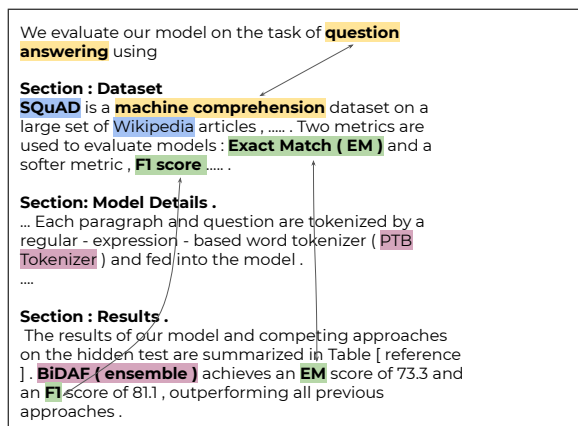 We evaluate our model on the task of question
answering using
Section : Dataset
SQuAD is a machine comprehension dataset on a
large set of Wikipedia articles , ..... . Two metrics are
used to evaluate models : Exact Match ( EM ) and a
softer metric , F1 score ..... .
Section: Model Details .
... Each paragraph and question are tokenized by a
regular - expression - based word tokenizer ( PTB
Tokenizer ) and fed into the model .
....
Section : Results .
The results of our model and competing approaches
on the hidden test are summarized in Table [ reference
] . BiDAF ( ensemble ) achieves an EM score of 73.3 and
an F1 score of 81.1 , outperforming all previous
approaches .